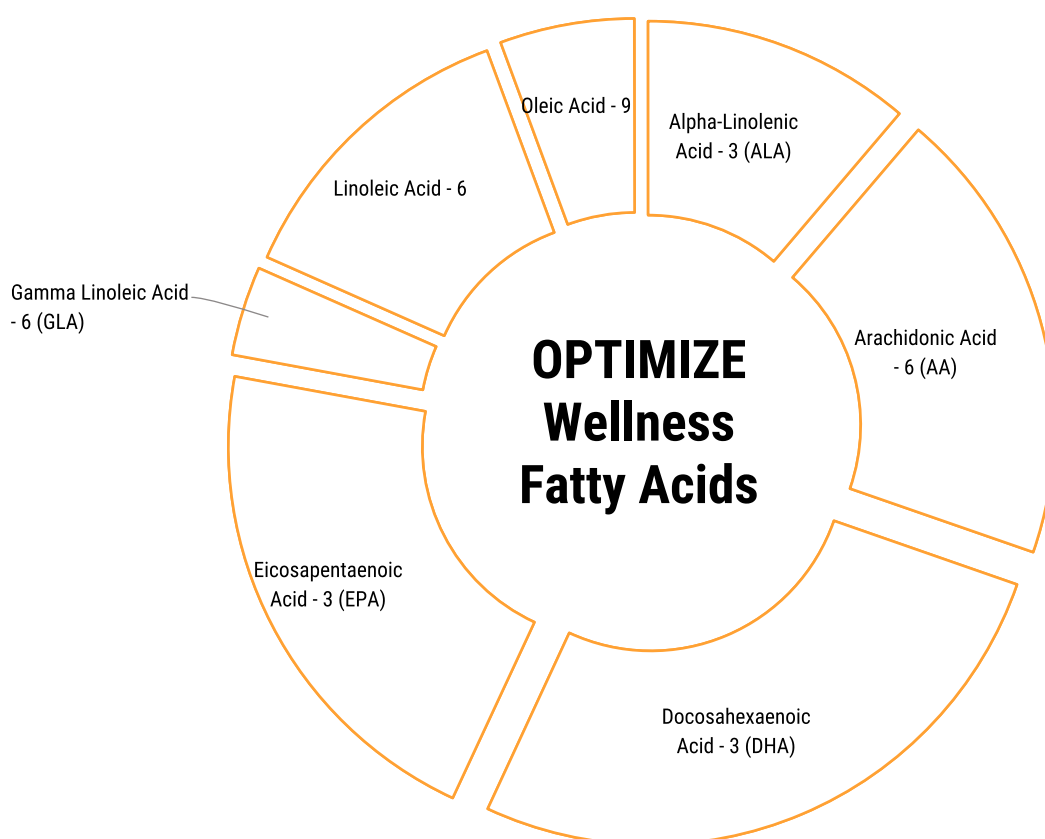 Oleic Acid - 9
Alpha-Linolenic
Acid - 3 (ALA)
Linoleic Acid - 6
Gamma Linoleic Acid
- 6 (GLA)
Arachidonic Acid
- 6 (AA)
OPTIMIZE
Wellness
Fatty Acids
Eicosapentaenoic
Acid - 3 (EPA)
Docosahexaenoic
Acid - 3 (DHA)